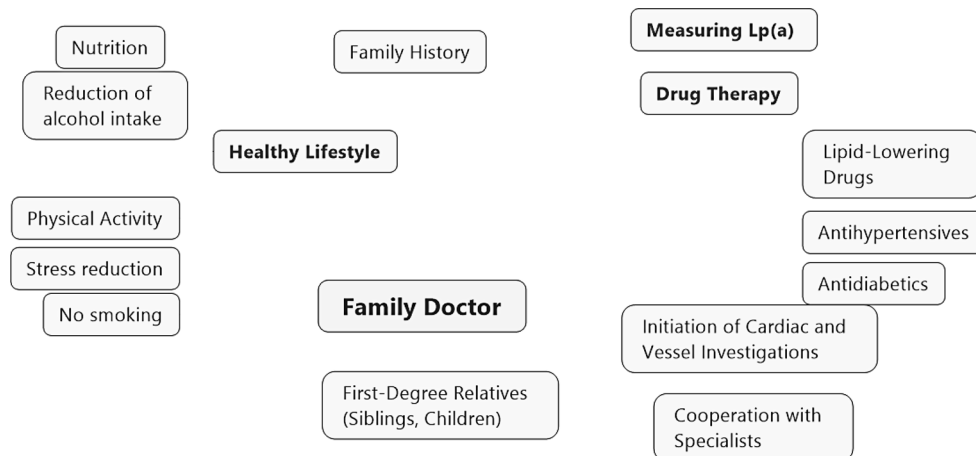 Nutrition
Reduction of
alcohol intake
Healthy Lifestyle
Physical Activity
Stress reduction
No smoking
Family History
Family Doctor
First-Degree Relatives
(Siblings, Children)
Measuring Lp(a)
Drug Therapy
Lipid-Lowering
Drugs
Antihypertensives
Antidiabetics
Initiation of Cardiac and
Vessel Investigations
Cooperation with
Specialists